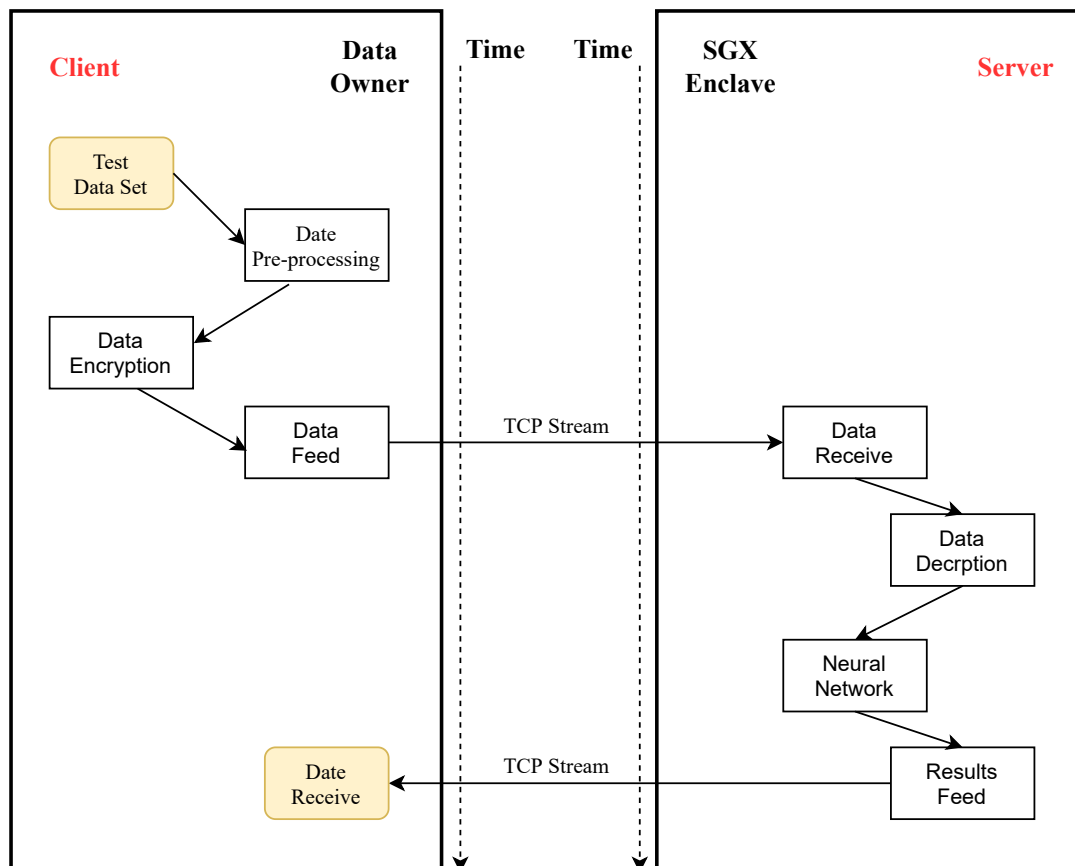 Client
Data
Owner
Time
Time
SGX
Enclave
Server
Test
Data Set
Date
Pre-processing
Data
Encryption
Data
Feed
TCP Stream
Data
Receive
Data
Decrption
Neural
Network
Date
Receive
TCP Stream
Results
Feed